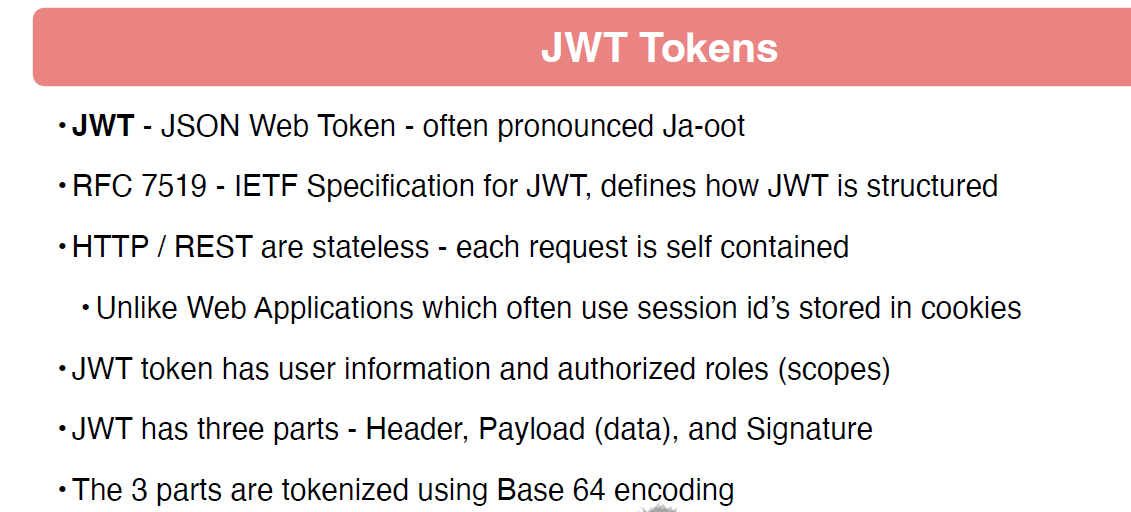 JWT Tokens
• JWT - JSON Web Token - often pronounced Ja-oot
• RFC 7519 - IETF Specification for JWT, defines how JWT is structured
• HTTP / REST are stateless - each request is self contained
• Unlike Web Applications which often use session id’s stored in cookies
• JWT token has user information and authorized roles (scopes)
• JWT has three parts - Header, Payload (data), and Signature
• The 3 parts are tokenized using Base 64 encoding